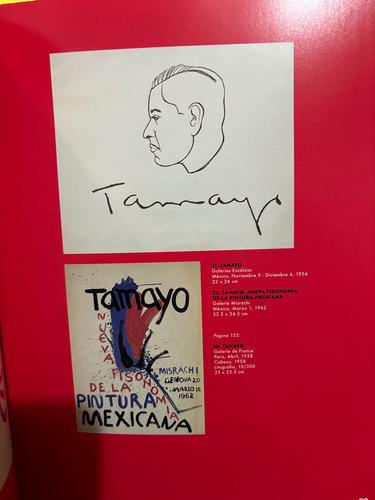 Tamayo
21. TAMAYO
Galerías Excélsior
México, Noviembre 5 - Diciembre 4, 1954
22 x 26 cm
22. TAMAYO. NUEVA FISONOMÍA
DE LA PINTURA MEXICANA
Galería Misrachi
México, Marzo 1, 1962
32.5 x 24.5 cm
Página 125:
19. TAMAYO
Galerie de France
París, Abril, 1958
Cabeza, 1958
Litografía, 10/300
33 x 25.5 cm
Tamayo
NUEVA
FISONOMIA
DE LA
PINTURA
MEXICANA
MISRACHI
GENOVA 20
MARZO 1º
1962